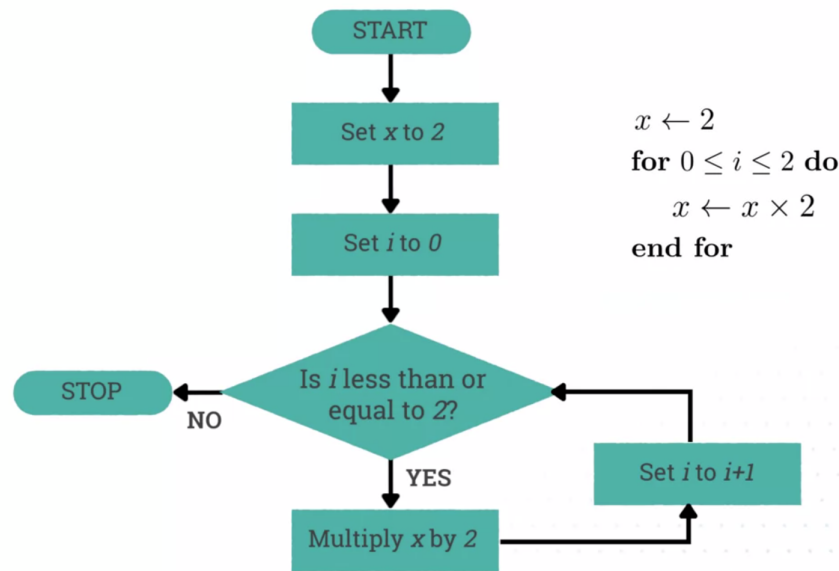 START
Set x to 2
Set i to 0
Is i less than or
equal to 2?
STOP
NO
YES
Multiply x by 2
Set i to i+1
x ← 2
for 0 ≤ i ≤ 2 do
x ← x × 2
end for